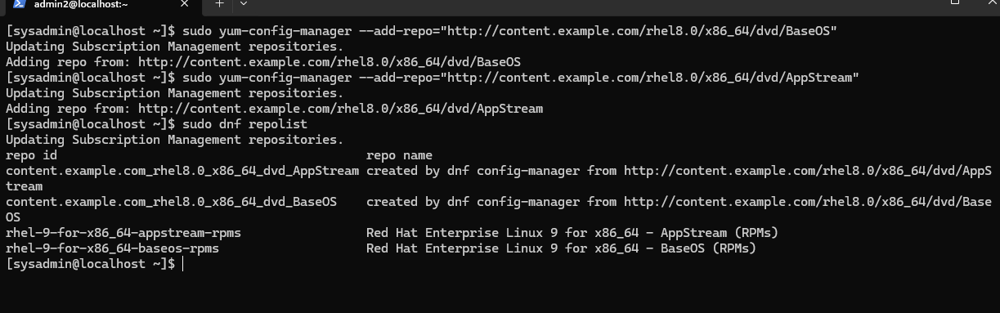 admin2@localhost:~
[sysadmin@localhost ~]$ sudo yum-config-manager --add-repo="http://content.example.com/rhel8.0/x86_64/dvd/BaseOS"
Updating Subscription Management repositories.
Adding repo from: http://content.example.com/rhel8.0/x86_64/dvd/BaseOS
[sysadmin@localhost ~]$ sudo yum-config-manager --add-repo="http://content.example.com/rhel8.0/x86_64/dvd/AppStream"
Updating Subscription Management repositories.
Adding repo from: http://content.example.com/rhel8.0/x86_64/dvd/AppStream
[sysadmin@localhost ~]$ sudo dnf repolist
Updating Subscription Management repositories.
repo id repo name
content.example.com_rhel8.0_x86_64_dvd_AppStream created by dnf config-manager from http://content.example.com/rhel8.0/x86_64/dvd/AppS
tream
content.example.com_rhel8.0_x86_64_dvd_BaseOS created by dnf config-manager from http://content.example.com/rhel8.0/x86_64/dvd/Base
OS
rhel-9-for-x86_64-appstream-rpms Red Hat Enterprise Linux 9 for x86_64 - AppStream (RPMs)
rhel-9-for-x86_64-baseos-rpms Red Hat Enterprise Linux 9 for x86_64 - BaseOS (RPMs)
[sysadmin@localhost ~]$